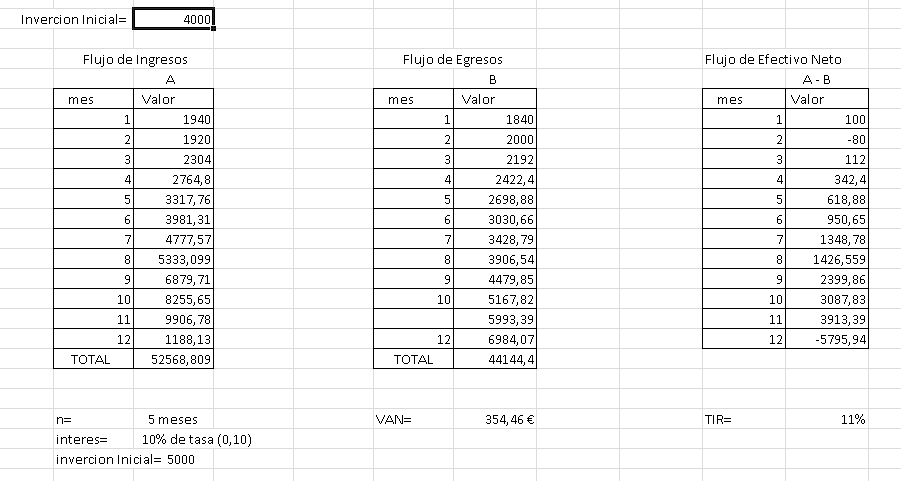 Invercion Inicial= 4000
Flujo de Ingresos Flujo de Egresos Flujo de Efectivo Neto
A B A - B
mes Valor mes Valor mes Valor
1 1940 1 1840 1 100
2 1920 2 2000 2 -80
3 2304 3 2192 3 112
4 2764,8 4 2422,4 4 342,4
5 3317,76 5 2698,88 5 618,88
6 3981,31 6 3030,66 6 950,65
7 4777,57 7 3428,79 7 1348,78
8 5333,099 8 3906,54 8 1426,559
9 6879,71 9 4479,85 9 2399,86
10 8255,65 10 5167,82 10 3087,83
11 9906,78 5993,39 11 3913,39
12 1188,13 12 6984,07 12 -5795,94
TOTAL 52568,809 TOTAL 44144,4
n= 5 meses VAN= 354,46 € TIR= 11%
interes= 10% de tasa (0,10)
invercion Inicial= 5000